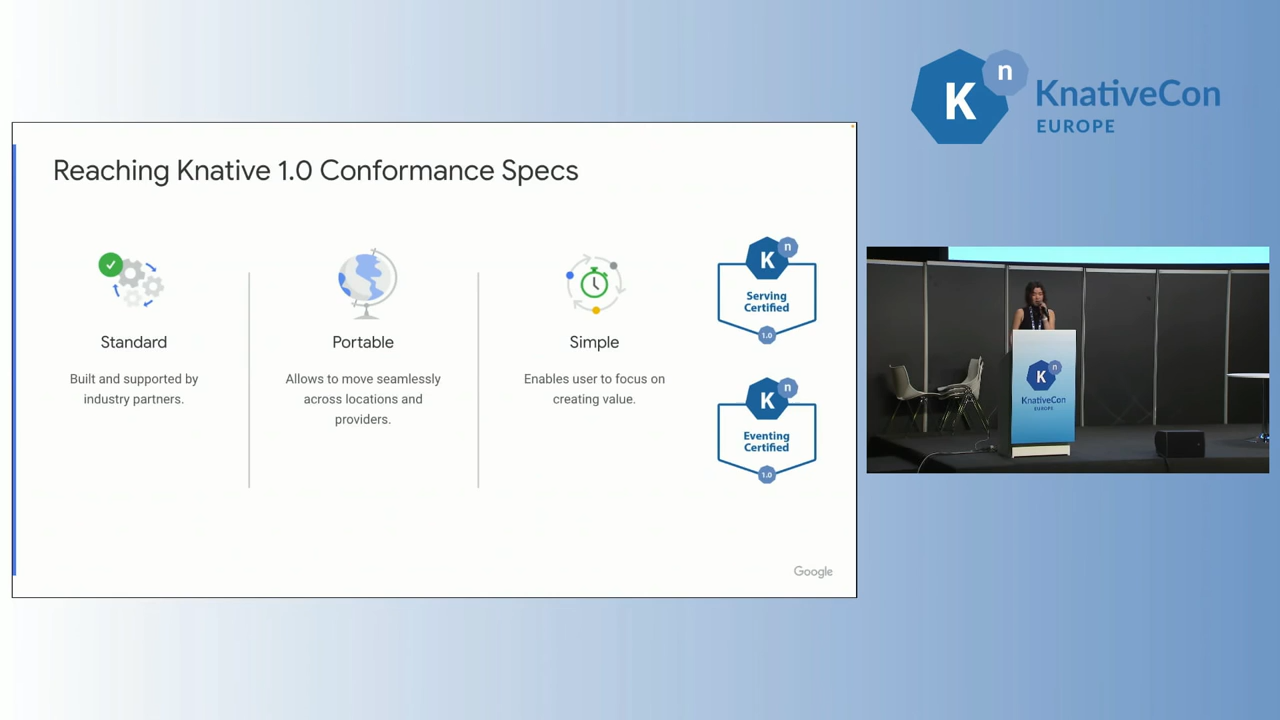 K n KnativeCon
EUROPE
Reaching Knative 1.0 Conformance Specs
Standard
Built and supported by
industry partners.
Portable
Allows to move seamlessly
across locations and
providers.
Simple
Enables user to focus on
creating value.
K n
Serving
Certified
1.0
K n
Eventing
Certified
1.0
Google
K n
KnativeCon
EUROPE